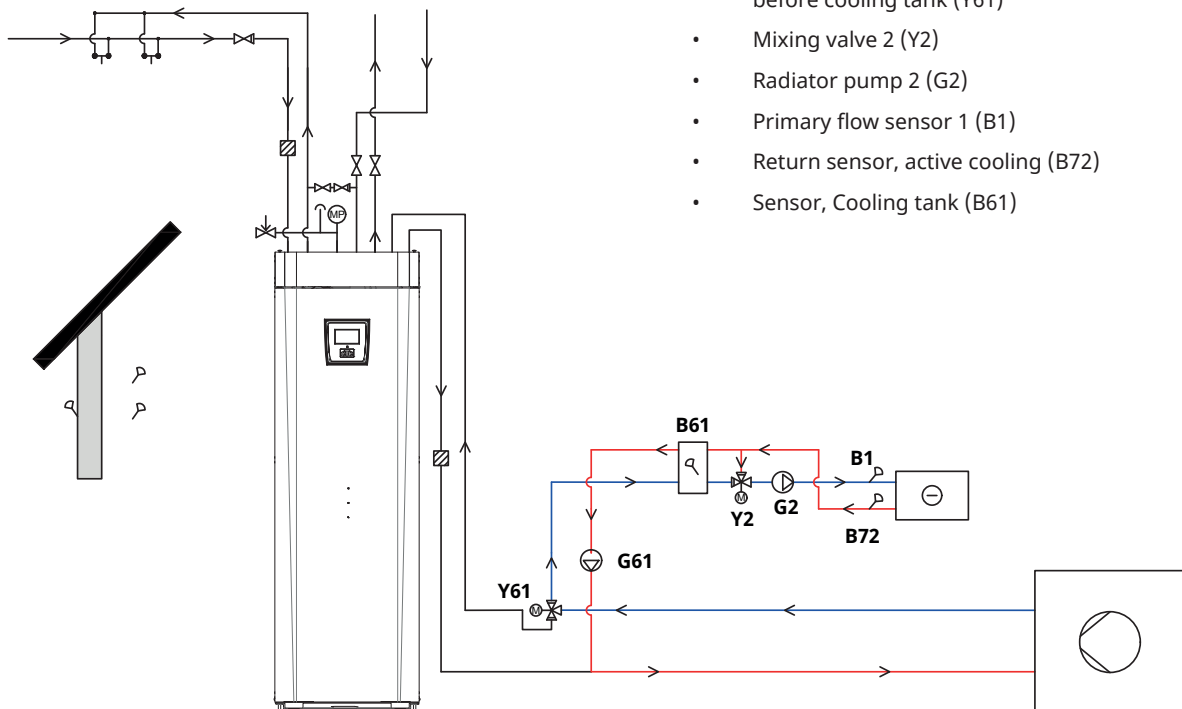 before cooling tank (Y61)
• Mixing valve 2 (Y2)
• Radiator pump 2 (G2)
• Primary flow sensor 1 (B1)
• Return sensor, active cooling (B72)
• Sensor, Cooling tank (B61)
MP
B61
B1
M
Y2
G2
B72
G61
Y61
M